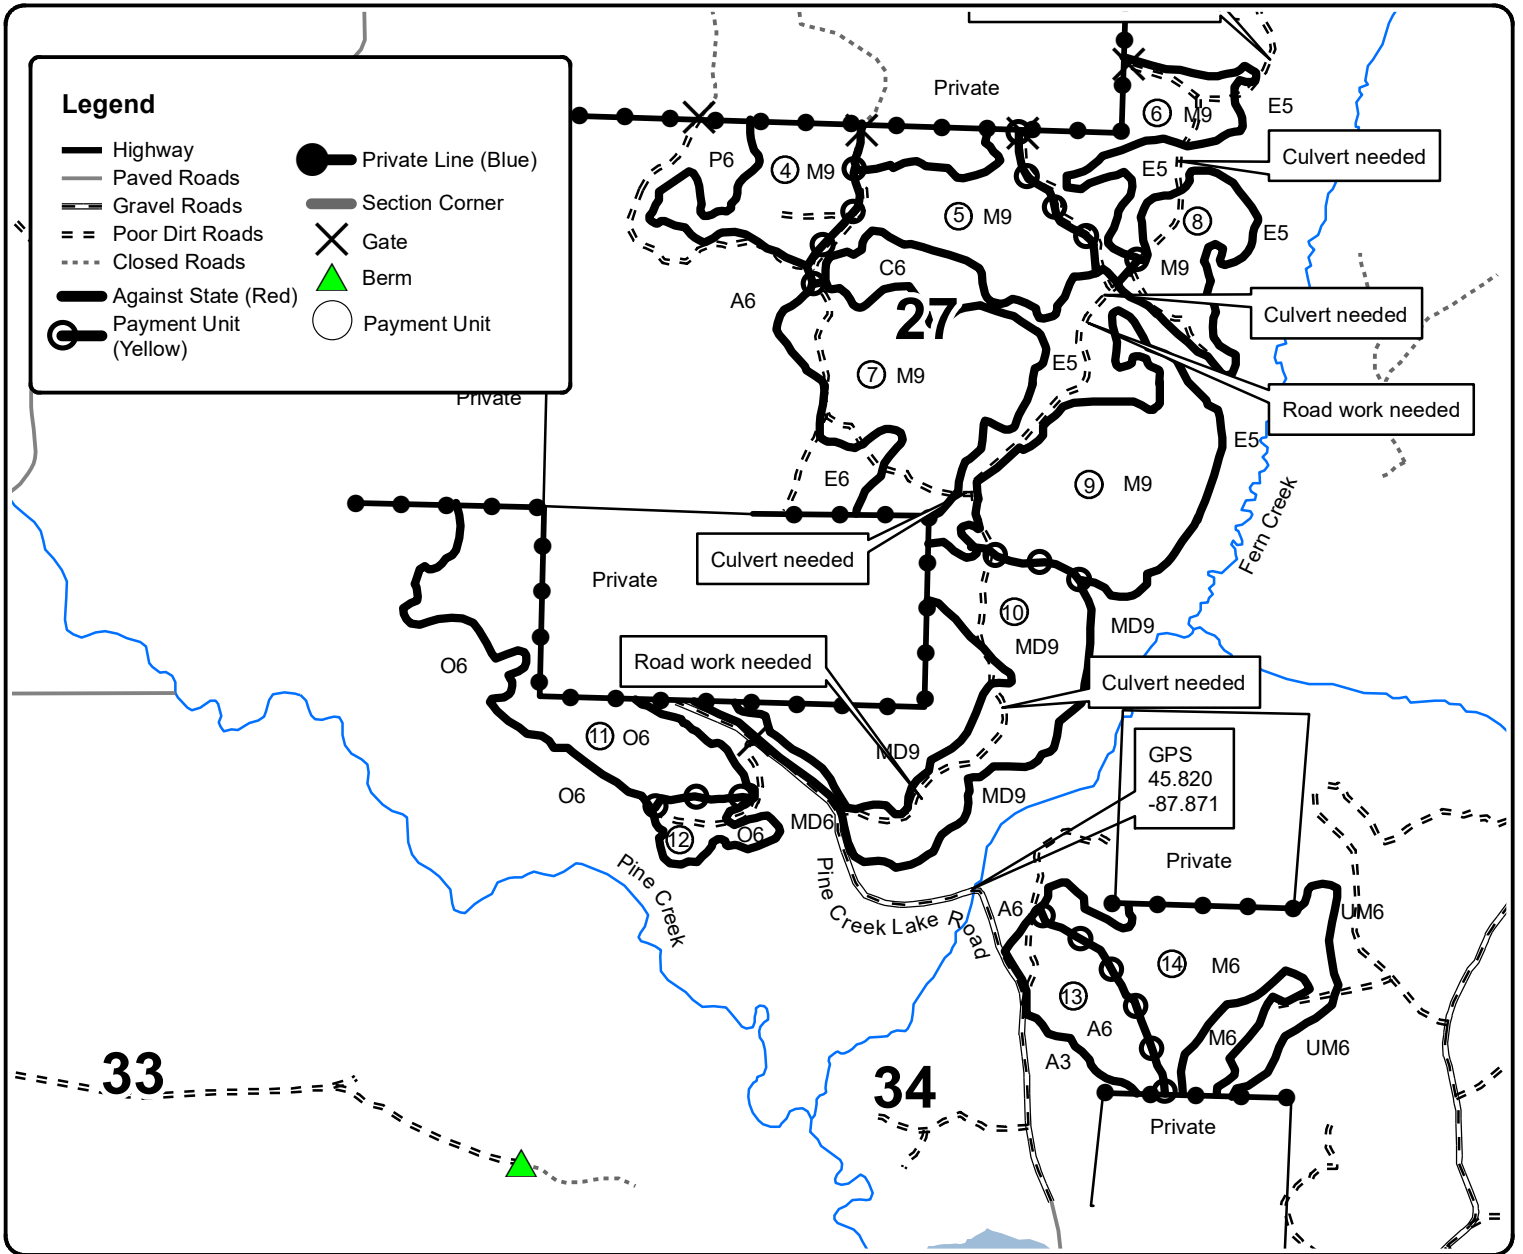 Legend
Highway
Paved Roads
Gravel Roads
Poor Dirt Roads
Closed Roads
Against State (Red)
Payment Unit
(Yellow)
Private Line (Blue)
Section Corner
Gate
Berm
Payment Unit
Private
Private
6 M9
E5
Culvert needed
P6
4 M9
E5
5 M9
8
E5
M9
C6
A6
27
Culvert needed
7 M9
E5
Road work needed
E5
E6
9 M9
Fern Creek
Culvert needed
Private
10
MD9
MD9
O6
Road work needed
Culvert needed
11 O6
MD9
GPS
45.820
-87.871
O6
MD9
MD6
12
O6
Private
Pine Creek
Pine Creek Lake Road
A6
UM6
14 M6
13
A6
M6
A3
UM6
33
34
Private